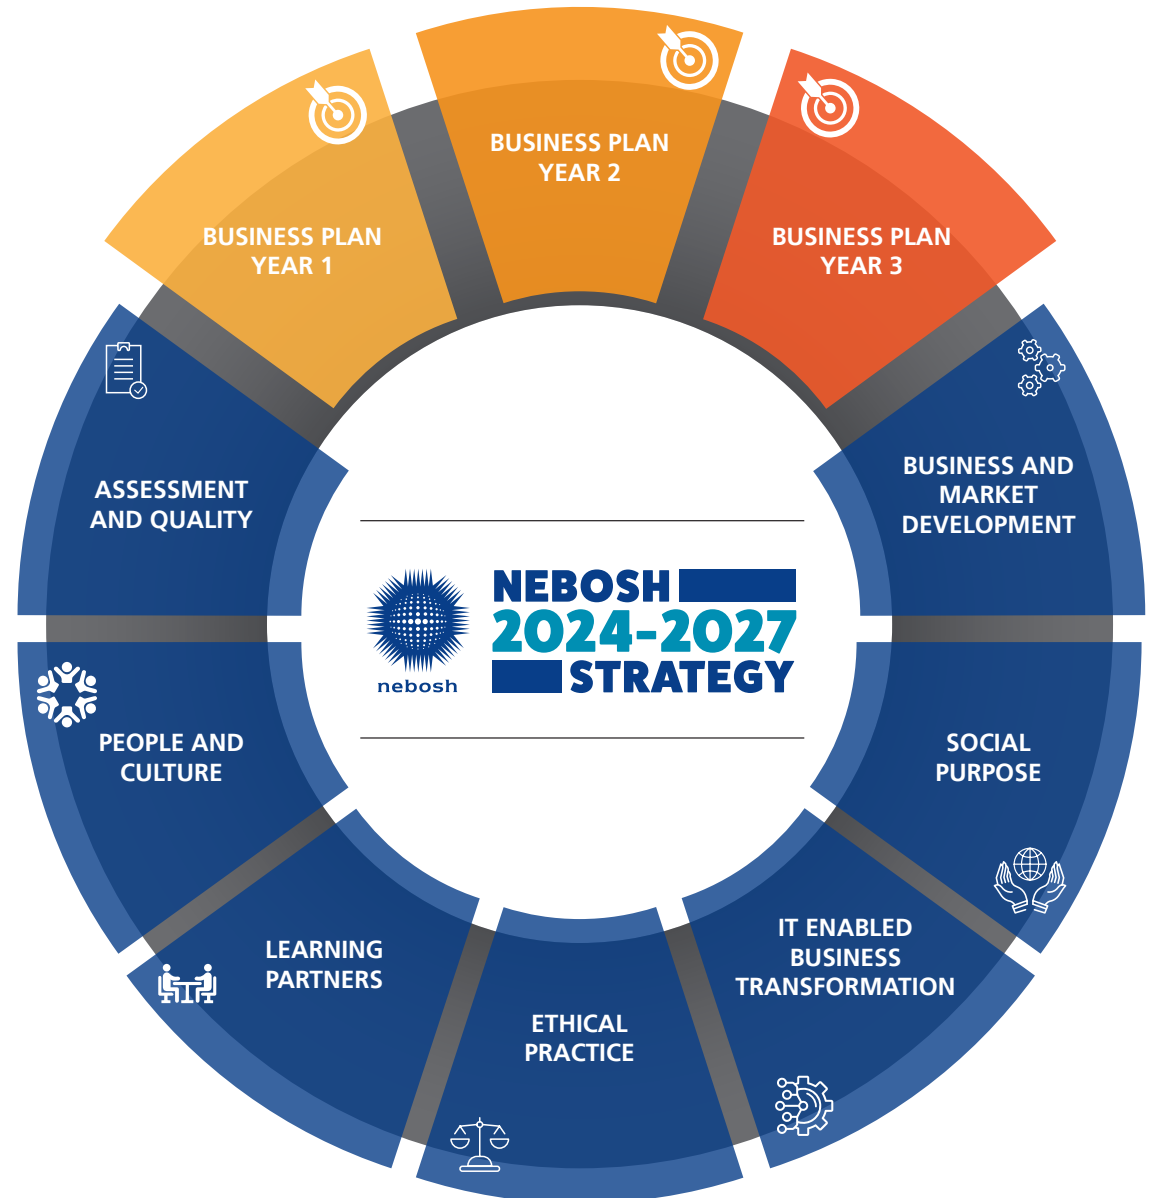 BUSINESS PLAN
YEAR 1
BUSINESS PLAN
YEAR 2
BUSINESS PLAN
YEAR 3
BUSINESS AND
MARKET
DEVELOPMENT
SOCIAL
PURPOSE
IT ENABLED
BUSINESS
TRANSFORMATION
ETHICAL
PRACTICE
LEARNING
PARTNERS
PEOPLE AND
CULTURE
ASSESSMENT
AND QUALITY
nebosh
NEBOSH
2024-2027
STRATEGY